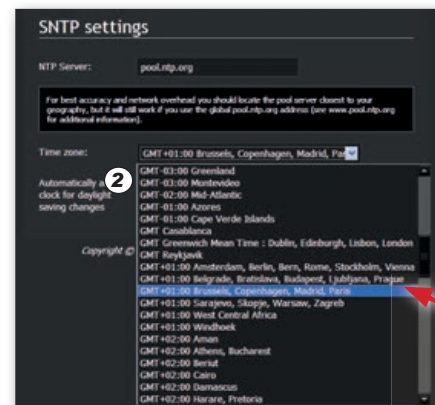 SNTP settings
NTP Server: pool.ntp.org
For best accuracy and network overhead you should locate the pool server closest to your
geography, but it will still work if you use the global pool.ntp.org address (see www.pool.ntp.org
for additional information).
Time zone: GMT+01:00 Brussels, Copenhagen, Madrid, Par
Automatically a
clock for daylight
saving changes
2
GMT-03:00 Greenland
GMT-03:00 Montevideo
GMT-02:00 Mid-Atlantic
GMT-01:00 Azores
GMT-01:00 Cape Verde Islands
GMT Casablanca
GMT Greenwich Mean Time : Dublin, Edinburgh, Lisbon, London
GMT Reykjavik
GMT+01:00 Amsterdam, Berlin, Bern, Rome, Stockholm, Vienna
GMT+01:00 Belgrade, Bratislava, Budapest, Ljubljana, Prague
GMT+01:00 Brussels, Copenhagen, Madrid, Paris
GMT+01:00 Sarajevo, Skopje, Warsaw, Zagreb
GMT+01:00 West Central Africa
GMT+01:00 Windhoek
GMT+02:00 Aman
GMT+02:00 Athens, Bucharest
GMT+02:00 Beriut
GMT+02:00 Cairo
GMT+02:00 Damascus
GMT+02:00 Harare, Pretoria
Copyright ©